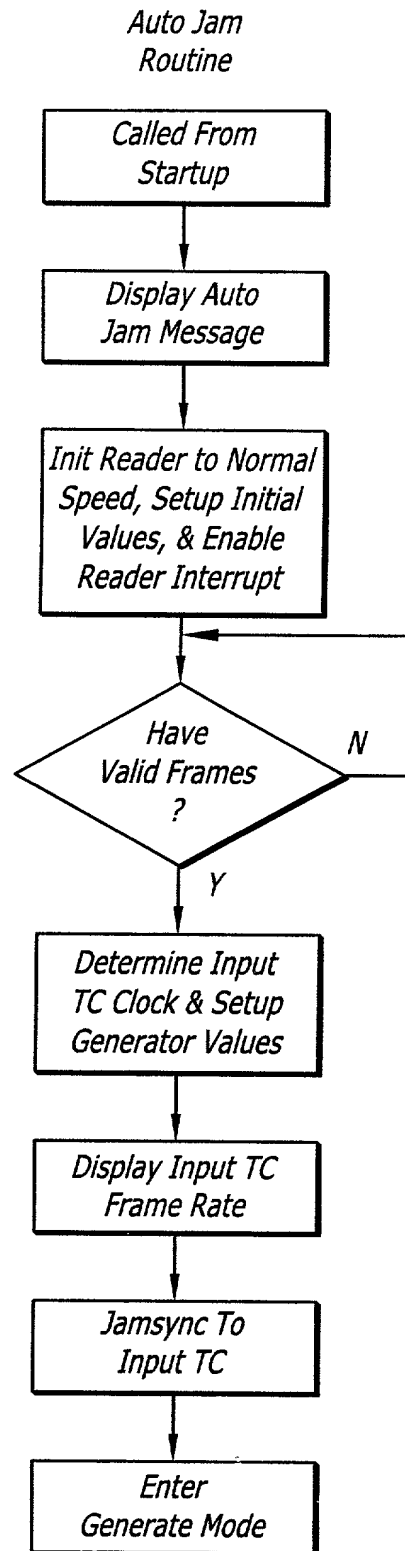 Auto Jam
Routine
Called From
Startup
Display Auto
Jam Message
Init Reader to Normal
Speed, Setup Initial
Values, & Enable
Reader Interrupt
Have
Valid Frames
?
N
Y
Determine Input
TC Clock & Setup
Generator Values
Display Input TC
Frame Rate
Jamsync To
Input TC
Enter
Generate Mode